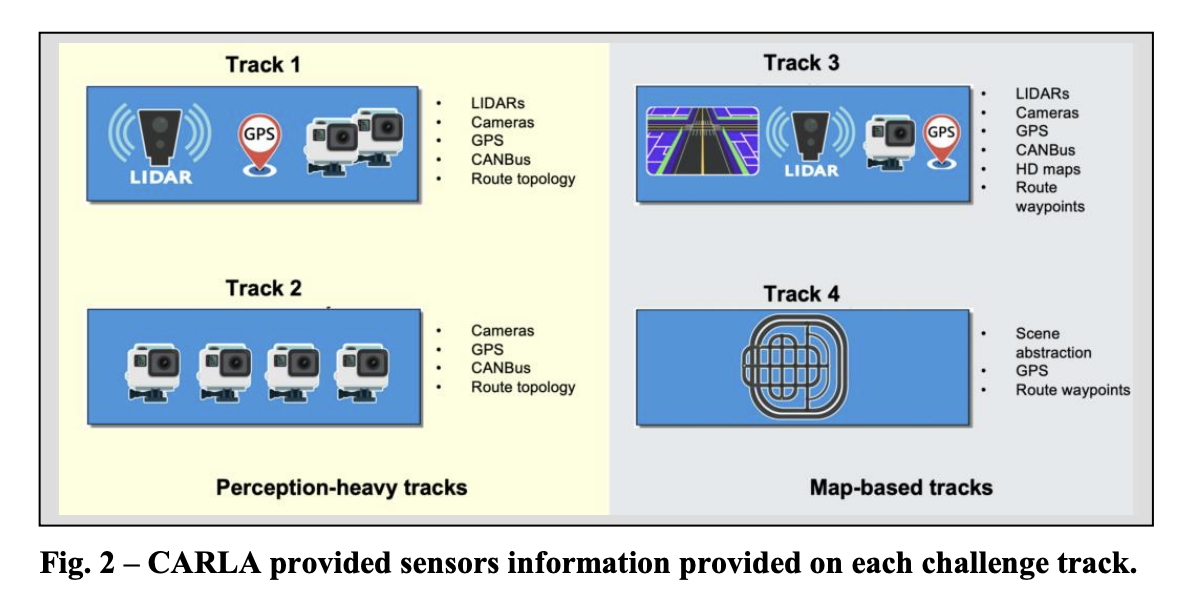 Track 1
LIDAR
GPS
• LIDARs
• Cameras
• GPS
• CANBus
• Route topology
Track 2
• Cameras
• GPS
• CANBus
• Route topology
Perception-heavy tracks
Track 3
LIDAR
GPS
• LIDARs
• Cameras
• GPS
• CANBus
• HD maps
• Route
waypoints
Track 4
• Scene
abstraction
• GPS
• Route waypoints
Map-based tracks
Fig. 2 – CARLA provided sensors information provided on each challenge track.